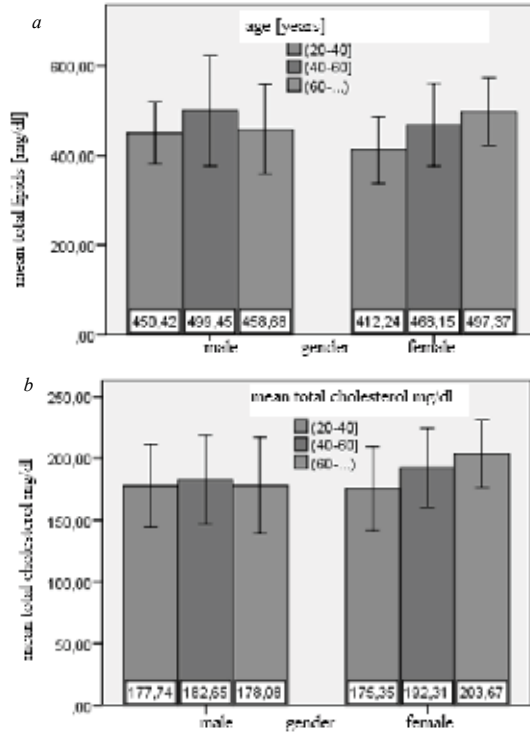 a
age [years]
(20-40]
(40-60]
(60-...)
mean total lipids [mg/dl]
600,00
400,00
200,00
,00
450,42 499,45 458,68 412,24 468,15 497,37
male gender female
b
mean total cholesterol mg/dl
(20-40]
(40-60]
(60-...)
mean total cholesterol mg/dl
250,00
200,00
150,00
100,00
50,00
,00
177,74 182,65 178,08 175,35 192,31 203,67
male gender female